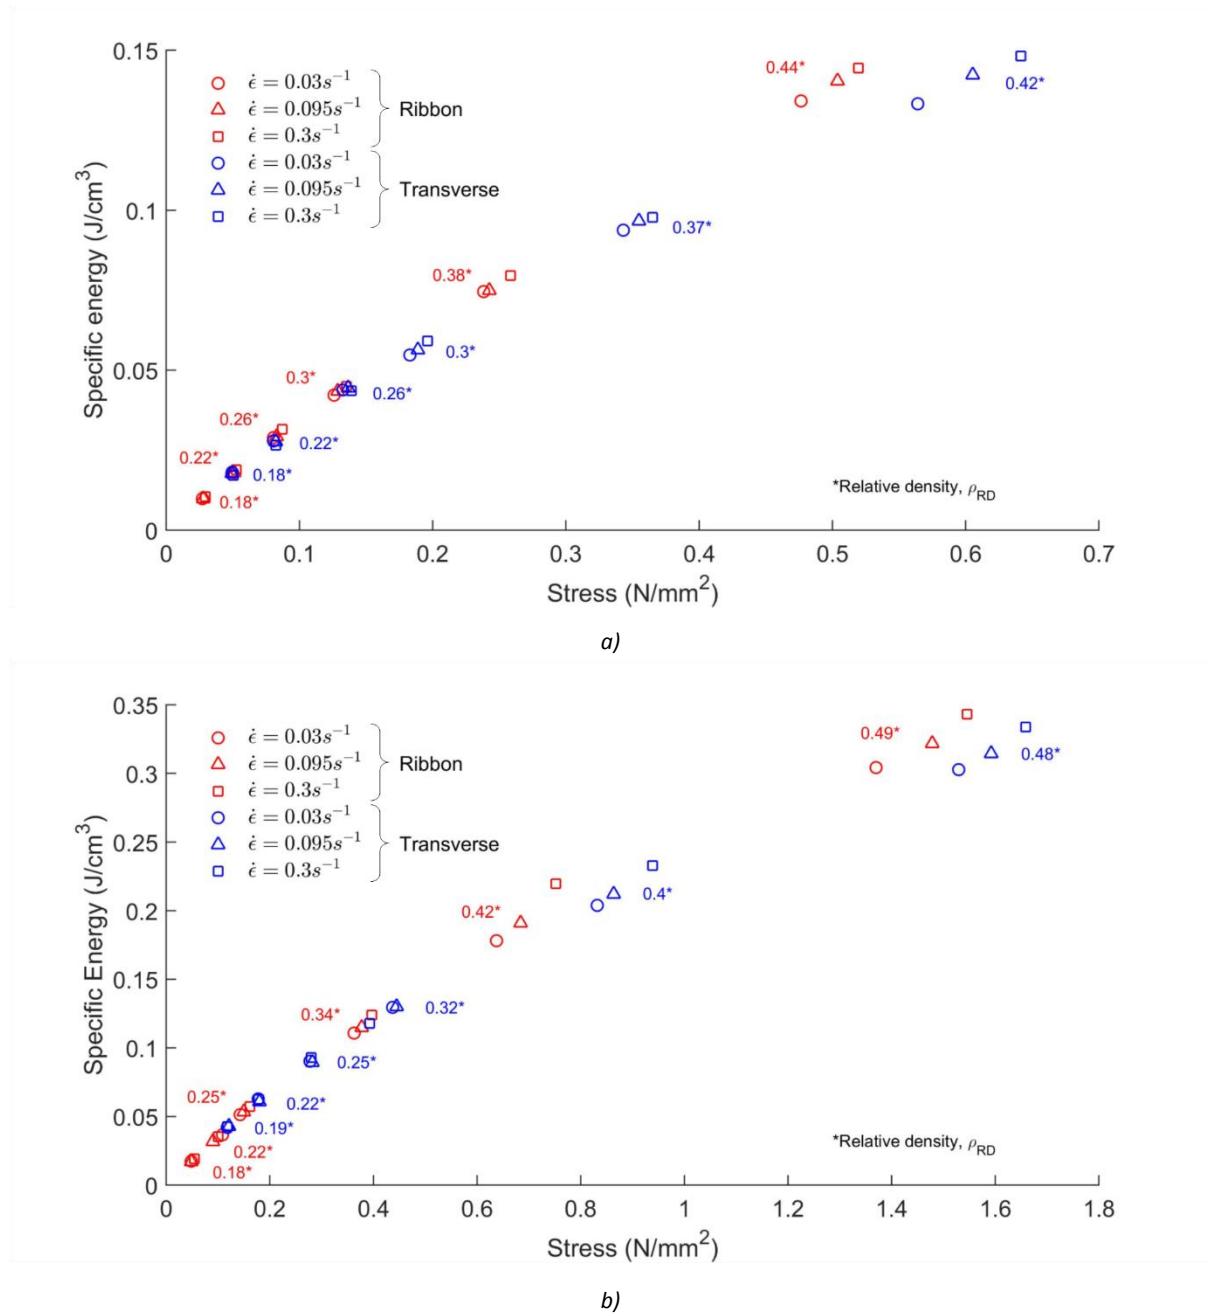 0.15
0.1
0.05
0
Specific energy (J/cm³)
ε̇ = 0.03s⁻¹
ε̇ = 0.095s⁻¹
ε̇ = 0.3s⁻¹
Ribbon
ε̇ = 0.03s⁻¹
ε̇ = 0.095s⁻¹
ε̇ = 0.3s⁻¹
Transverse
0.44*
0.42*
0.37*
0.38*
0.3*
0.3*
0.26*
0.26*
0.22*
0.22*
0.18*
0.18*
*Relative density, ρRD
0 0.1 0.2 0.3 0.4 0.5 0.6 0.7
Stress (N/mm²)
a)
0.35
0.3
0.25
0.2
0.15
0.1
0.05
0
Specific Energy (J/cm³)
ε̇ = 0.03s⁻¹
ε̇ = 0.095s⁻¹
ε̇ = 0.3s⁻¹
Ribbon
ε̇ = 0.03s⁻¹
ε̇ = 0.095s⁻¹
ε̇ = 0.3s⁻¹
Transverse
0.49*
0.48*
0.4*
0.42*
0.34*
0.32*
0.25*
0.25*
0.22*
0.19*
0.22*
0.18*
*Relative density, ρRD
0 0.2 0.4 0.6 0.8 1 1.2 1.4 1.6 1.8
Stress (N/mm²)
b)